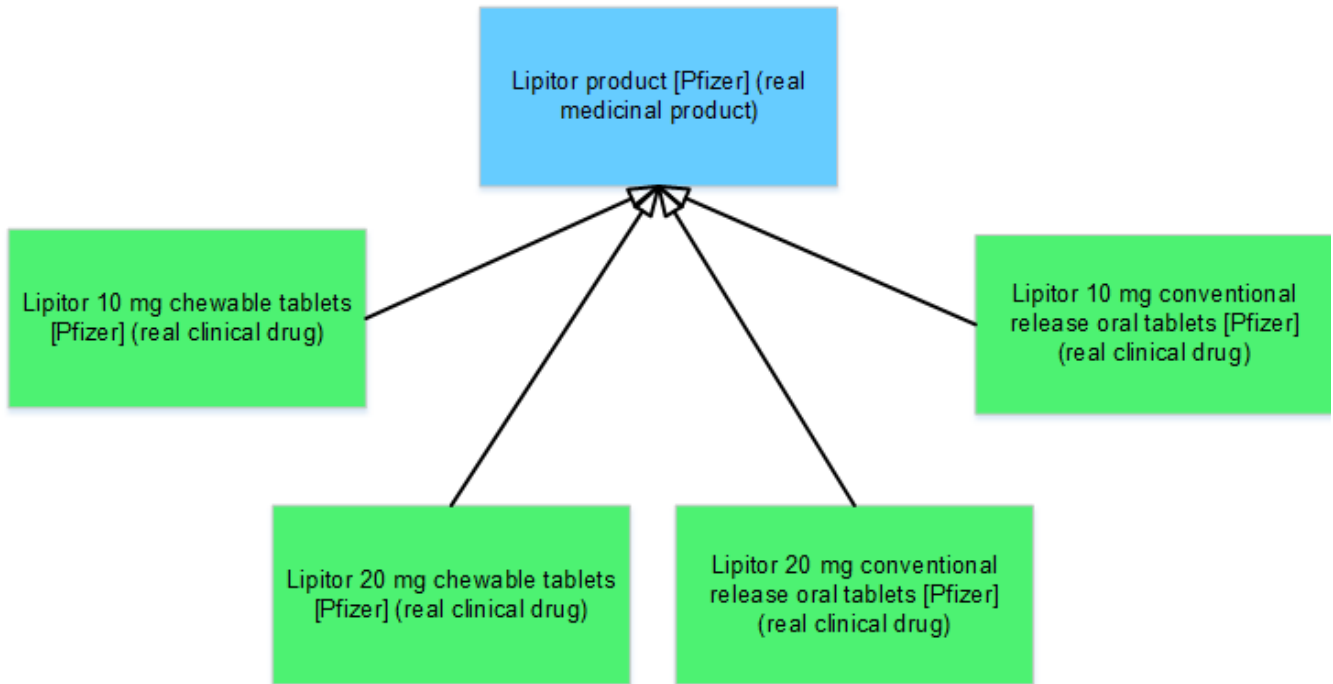 Lipitor product [Pfizer] (real
medicinal product)
Lipitor 10 mg chewable tablets
[Pfizer] (real clinical drug)
Lipitor 10 mg conventional
release oral tablets [Pfizer]
(real clinical drug)
Lipitor 20 mg chewable tablets
[Pfizer] (real clinical drug)
Lipitor 20 mg conventional
release oral tablets [Pfizer]
(real clinical drug)